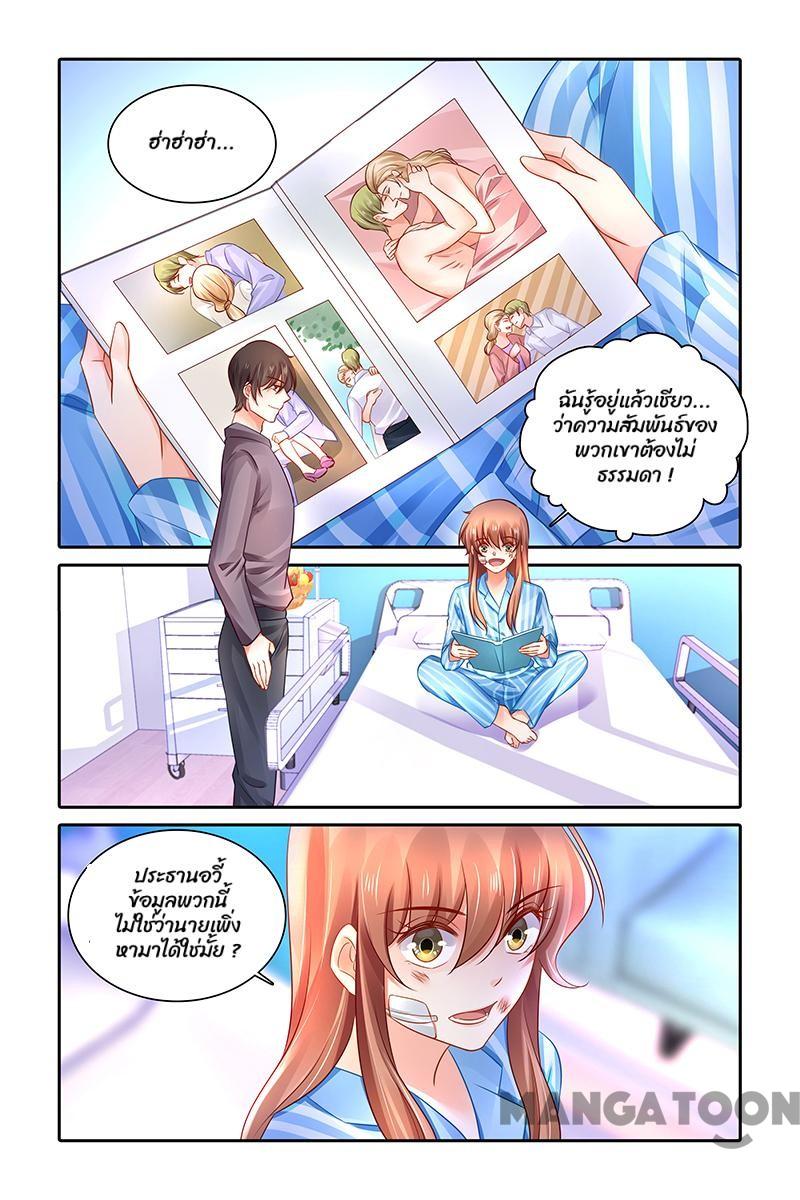 ฮ่าฮ่าฮ่า...
ฉันรู้อยู่แล้วเชียว...
ว่าความสัมพันธ์ของ
พวกเขาต้องไม่
ธรรมดา !
ประธานอวี้
ข้อมูลพวกนี้
ไม่ใช่ว่านายเพิ่ง
หามาได้ใช่มั้ย ?
MANGATOON